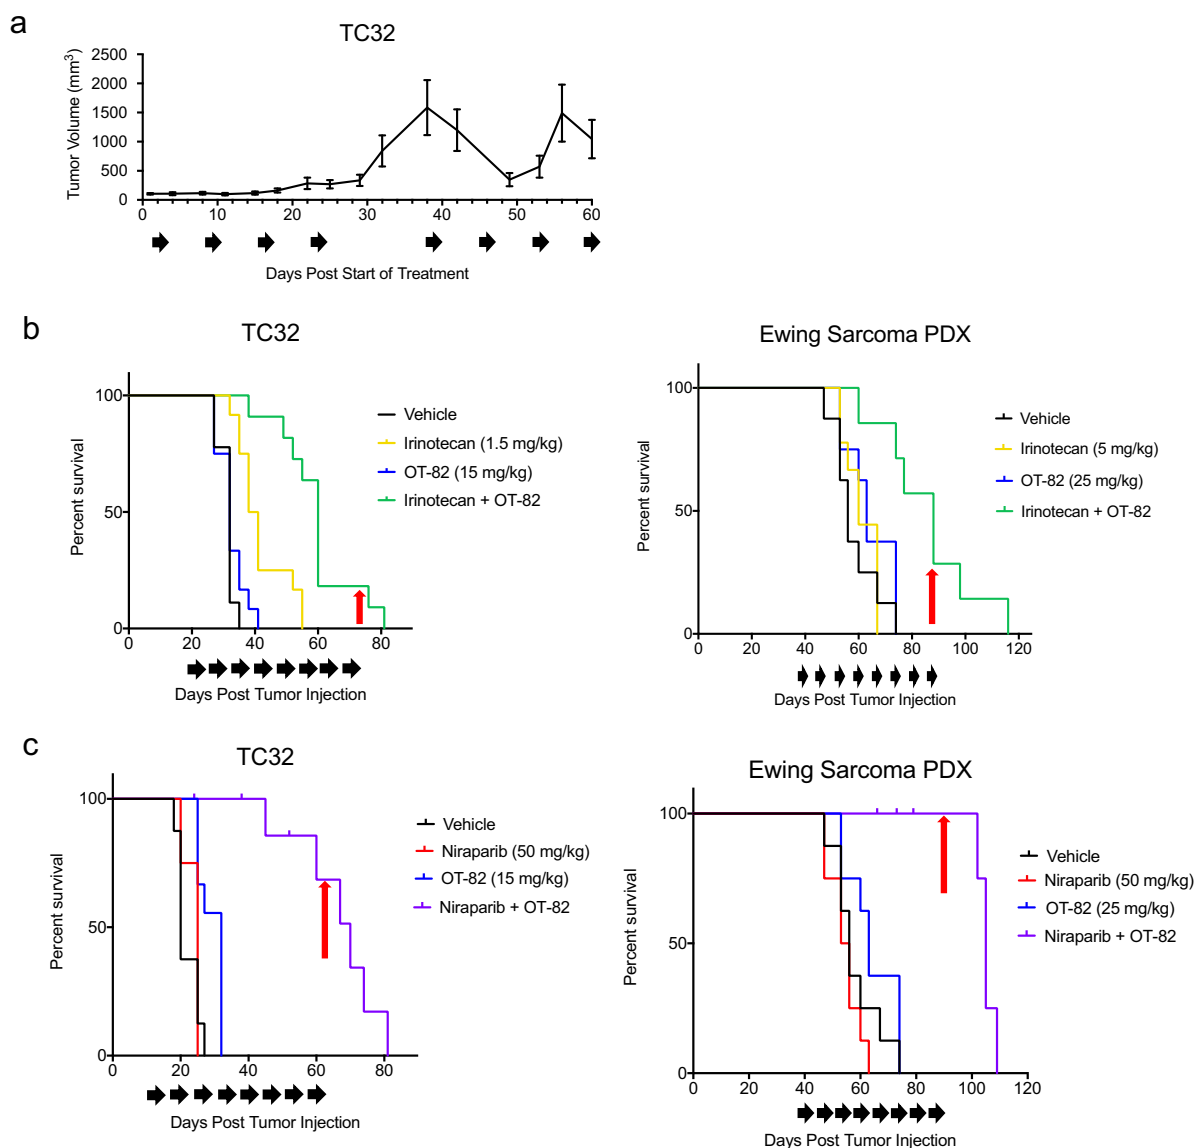 a
TC32
2500
2000
1500
1000
500
0
Tumor Volume (mm³)
0 10 20 30 40 50 60
Days Post Start of Treatment
b
TC32
100
50
0
Percent survival
0 20 40 60 80
Days Post Tumor Injection
Vehicle
Irinotecan (1.5 mg/kg)
OT-82 (15 mg/kg)
Irinotecan + OT-82
Ewing Sarcoma PDX
100
50
0
Percent survival
0 20 40 60 80 100 120
Days Post Tumor Injection
Vehicle
Irinotecan (5 mg/kg)
OT-82 (25 mg/kg)
Irinotecan + OT-82
c
TC32
100
50
0
Percent survival
0 20 40 60 80
Days Post Tumor Injection
Vehicle
Niraparib (50 mg/kg)
OT-82 (15 mg/kg)
Niraparib + OT-82
Ewing Sarcoma PDX
100
50
0
Percent survival
0 20 40 60 80 100 120
Days Post Tumor Injection
Vehicle
Niraparib (50 mg/kg)
OT-82 (25 mg/kg)
Niraparib + OT-82